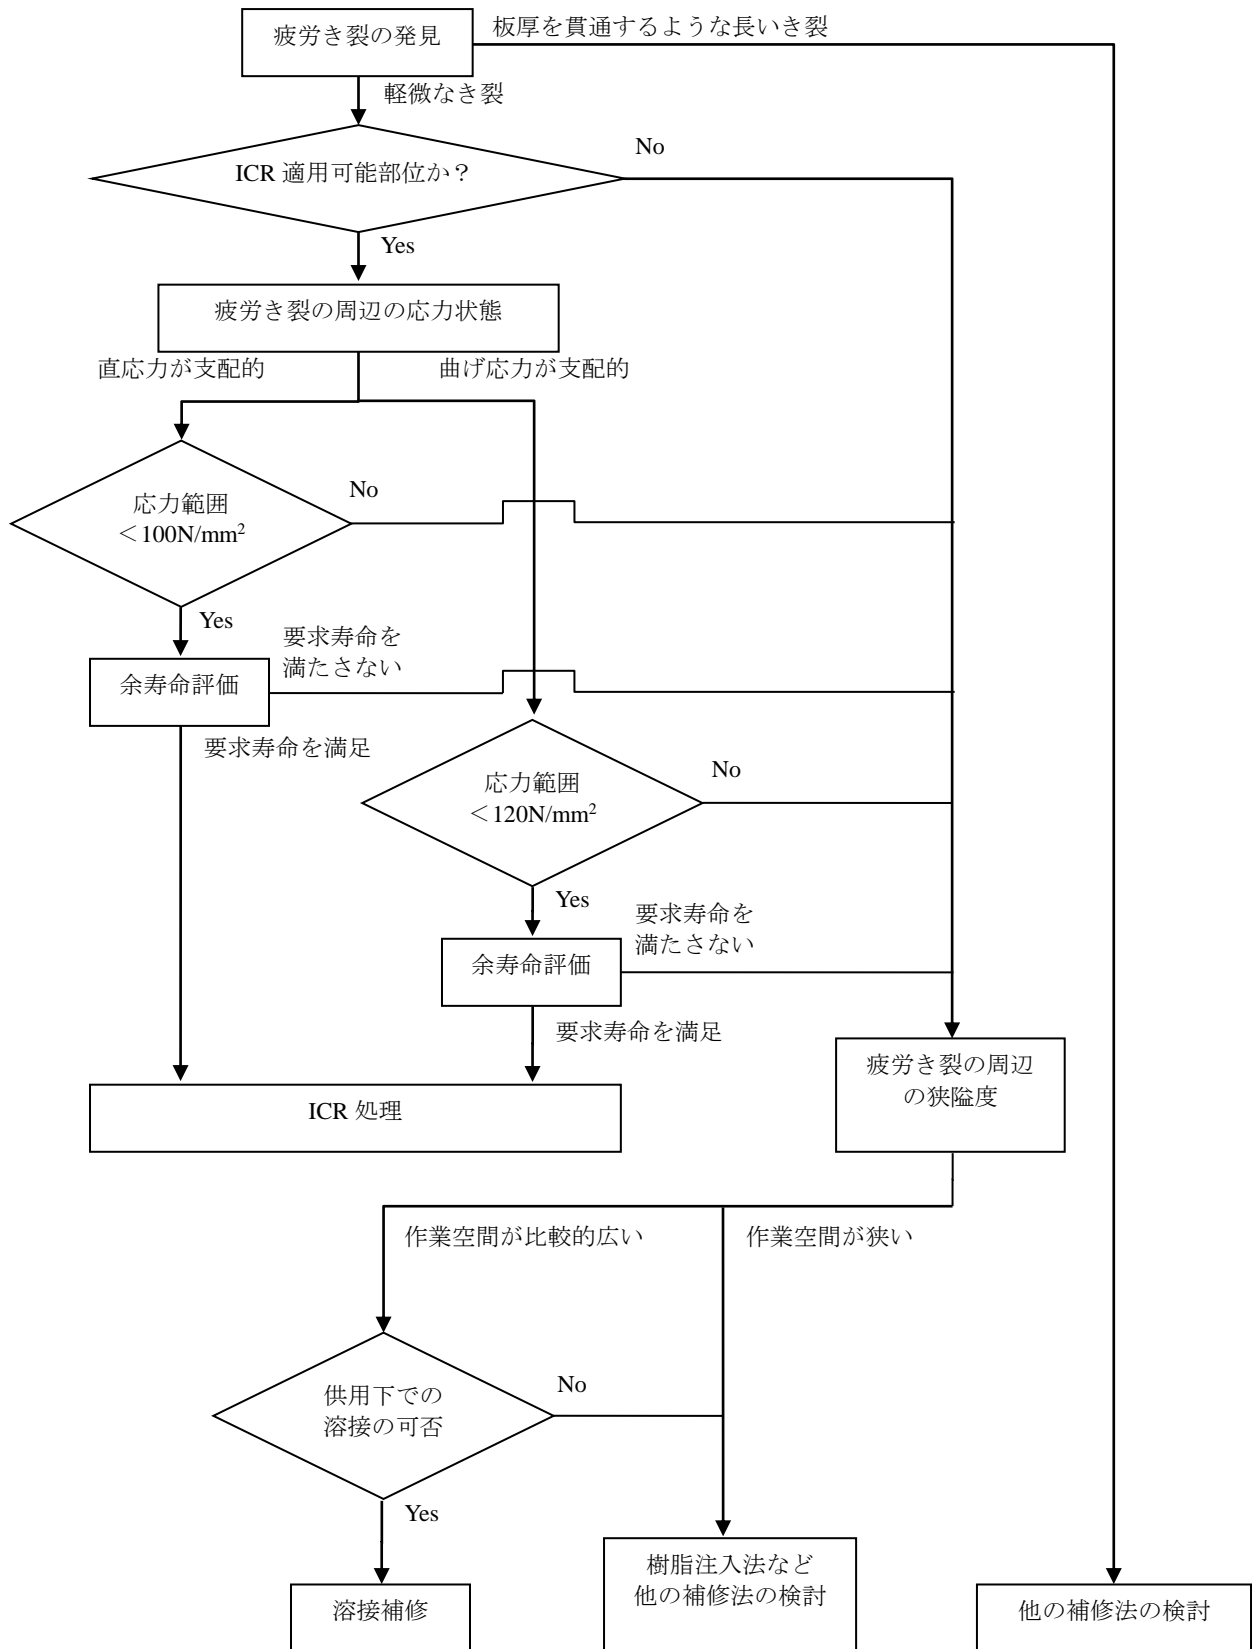 疲労き裂の発見
板厚を貫通するような長いき裂
軽微なき裂
ICR 適用可能部位か？
No
Yes
疲労き裂の周辺の応力状態
直応力が支配的
曲げ応力が支配的
応力範囲
＜100N/mm²
No
Yes
要求寿命を
満たさない
余寿命評価
要求寿命を満足
応力範囲
＜120N/mm²
No
Yes
要求寿命を
満たさない
余寿命評価
要求寿命を満足
疲労き裂の周辺
の狭隘度
ICR 処理
作業空間が比較的広い
作業空間が狭い
供用下での
溶接の可否
No
Yes
樹脂注入法など
他の補修法の検討
溶接補修
他の補修法の検討